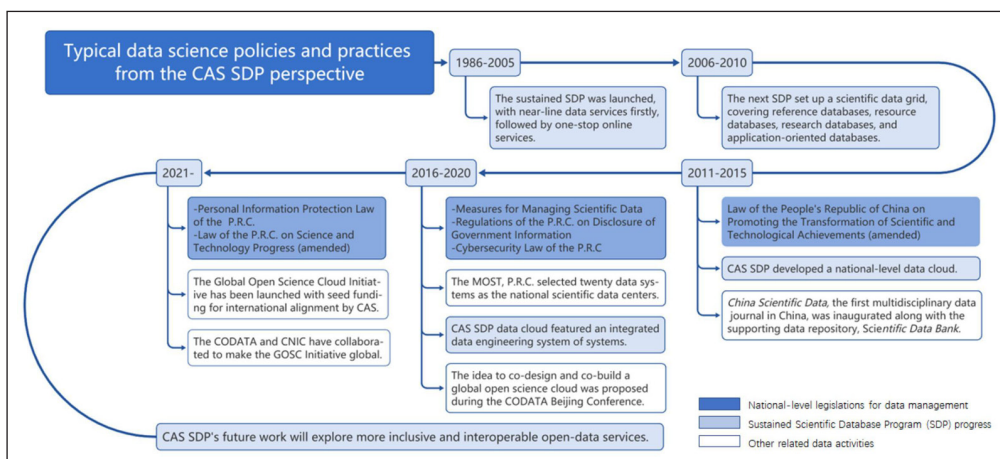 Typical data science policies and practices
from the CAS SDP perspective
1986-2005
The sustained SDP was launched,
with near-line data services firstly,
followed by one-stop online
services.
2006-2010
The next SDP set up a scientific data grid,
covering reference databases, resource
databases, research databases, and
application-oriented databases.
2011-2015
Law of the People's Republic of China on
Promoting the Transformation of Scientific and
Technological Achievements (amended)
CAS SDP developed a national-level data cloud.
China Scientific Data, the first multidisciplinary data
journal in China, was inaugurated along with the
supporting data repository, Scientific Data Bank.
2016-2020
-Measures for Managing Scientific Data
-Regulations of the P.R.C. on Disclosure of
Government Information
-Cybersecurity Law of the P.R.C
The MOST, P.R.C. selected twenty data sys-
tems as the national scientific data centers.
CAS SDP data cloud featured an integrated
data engineering system of systems.
The idea to co-design and co-build a
global open science cloud was proposed
during the CODATA Beijing Conference.
2021-
-Personal Information Protection Law
of the P.R.C.
-Law of the P.R.C. on Science and
Technology Progress (amended)
The Global Open Science Cloud Initiat-
ive has been launched with seed fund-
ing for international alignment by CAS.
The CODATA and CNIC have collabora-
ted to make the GOSC Initiative global.
CAS SDP's future work will explore more inclusive and interoperable open-data services.
National-level legislations for data management
Sustained Scientific Database Program (SDP) progress
Other related data activities